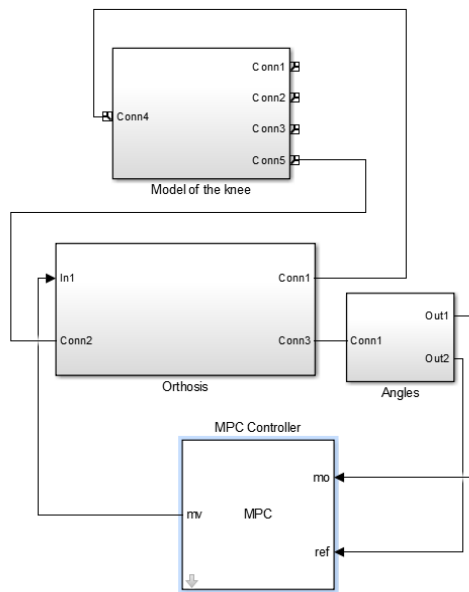 Conn1
Conn2
Conn4
Conn3
Conn5
Model of the knee
In1
Conn1
Out1
Conn2
Conn3
Conn1
Out2
Orthosis
Angles
MPC Controller
mo
mv
MPC
ref